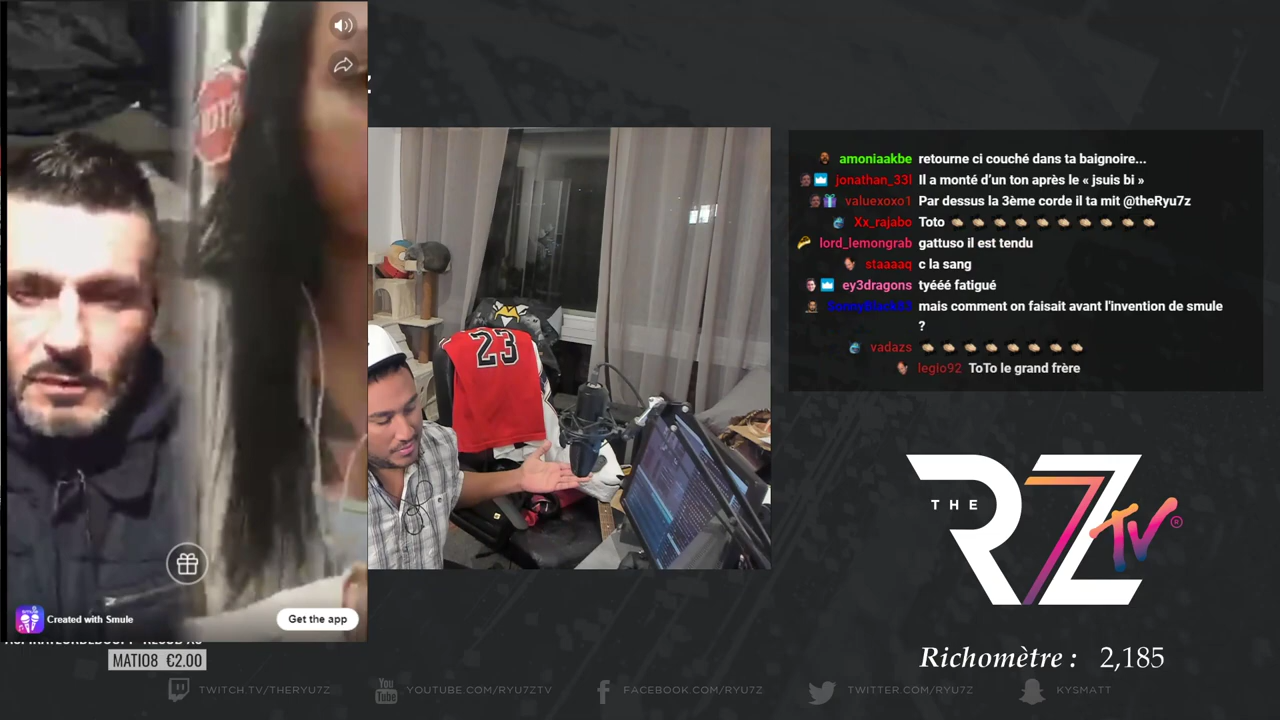 23
amoniaakbe retourne ci couché dans ta baignoire...
jonathan_33l Il a monté d'un ton après le « jsuis bi »
valuexoxo1 Par dessus la 3ème corde il ta mit @theRyu7z
Xx_rajabo Toto
lord_lemongrab gattuso il est tendu
staaaaq c la sang
ey3dragons tyééé fatigué
mais comment on faisait avant l'invention de smule
?
vadazs
legio92 ToTo le grand frère
THE RZ TV ®
Created with Smule
Get the app
MATIO8 €2.00
Richomètre : 2,185
TWITCH.TV/THERYU7Z
You Tube YOUTUBE.COM/RYU7ZTV
FACEBOOK.COM/RYU7Z
TWITTER.COM/RYU7Z
KYSMATT